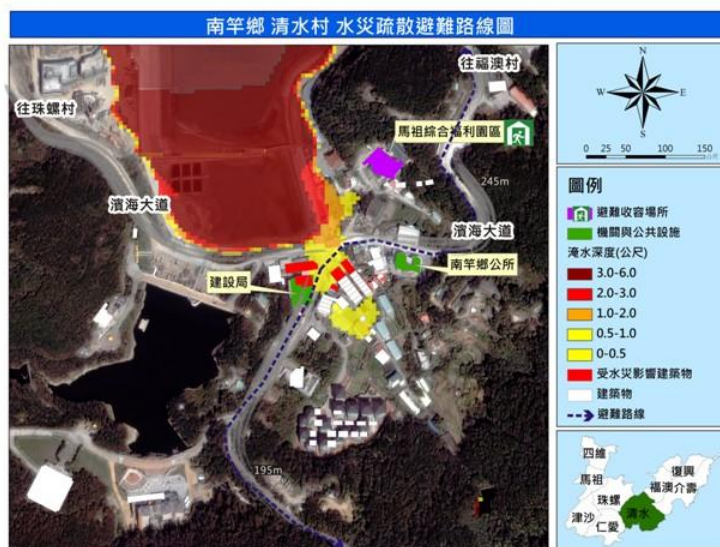 南竿鄉 清水村 水災疏散避難路線圖
往福澳村
往珠螺村
馬祖綜合福利園區
245m
濱海大道
濱海大道
南竿鄉公所
建設局
195m
N
W
E
S
0 25 50 100 150
公尺
圖例
避難收容場所
機關與公共設施
淹水深度(公尺)
3.0-6.0
2.0-3.0
1.0-2.0
0.5-1.0
0-0.5
受水災影響建築物
建築物
避難路線
四維
馬祖
珠螺
津沙
仁愛
清水
福澳
復興
介壽